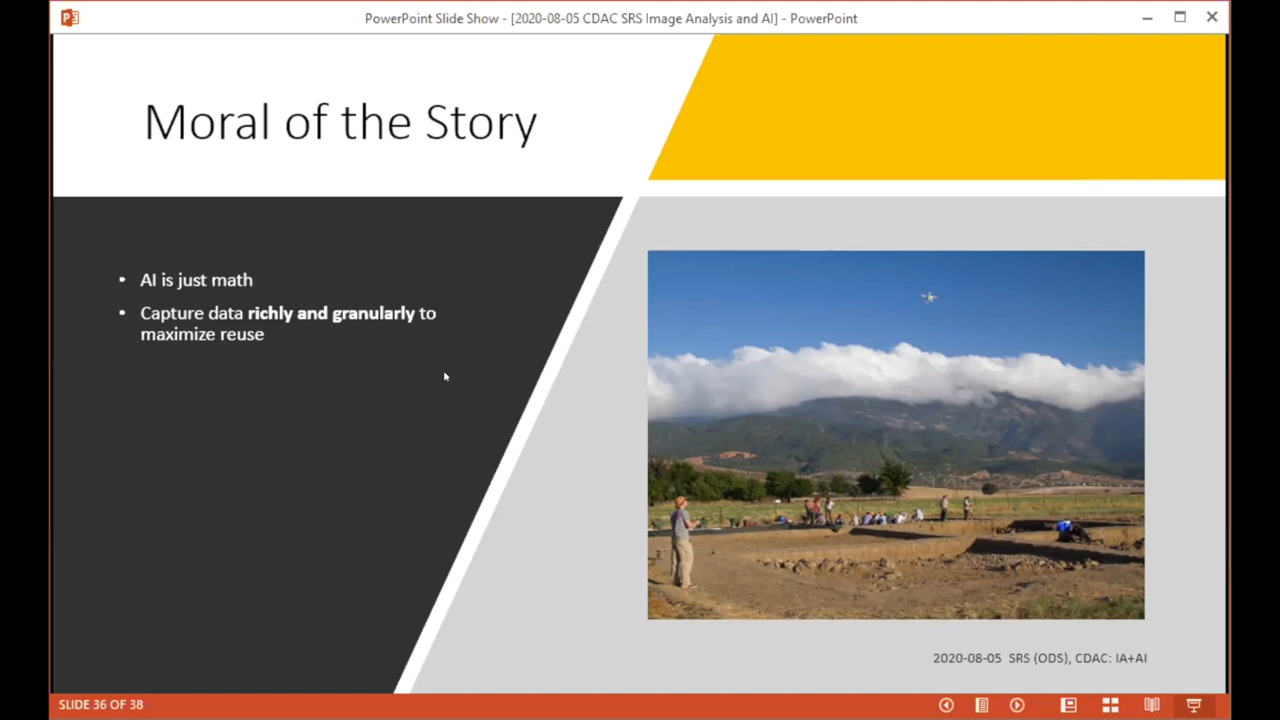 PowerPoint Slide Show - [2020-08-05 CDAC SRS Image Analysis and AI] - PowerPoint
Moral of the Story
• AI is just math
• Capture data richly and granularly to
maximize reuse
2020-08-05 SRS (ODS), CDAC: IA+AI
SLIDE 36 OF 38